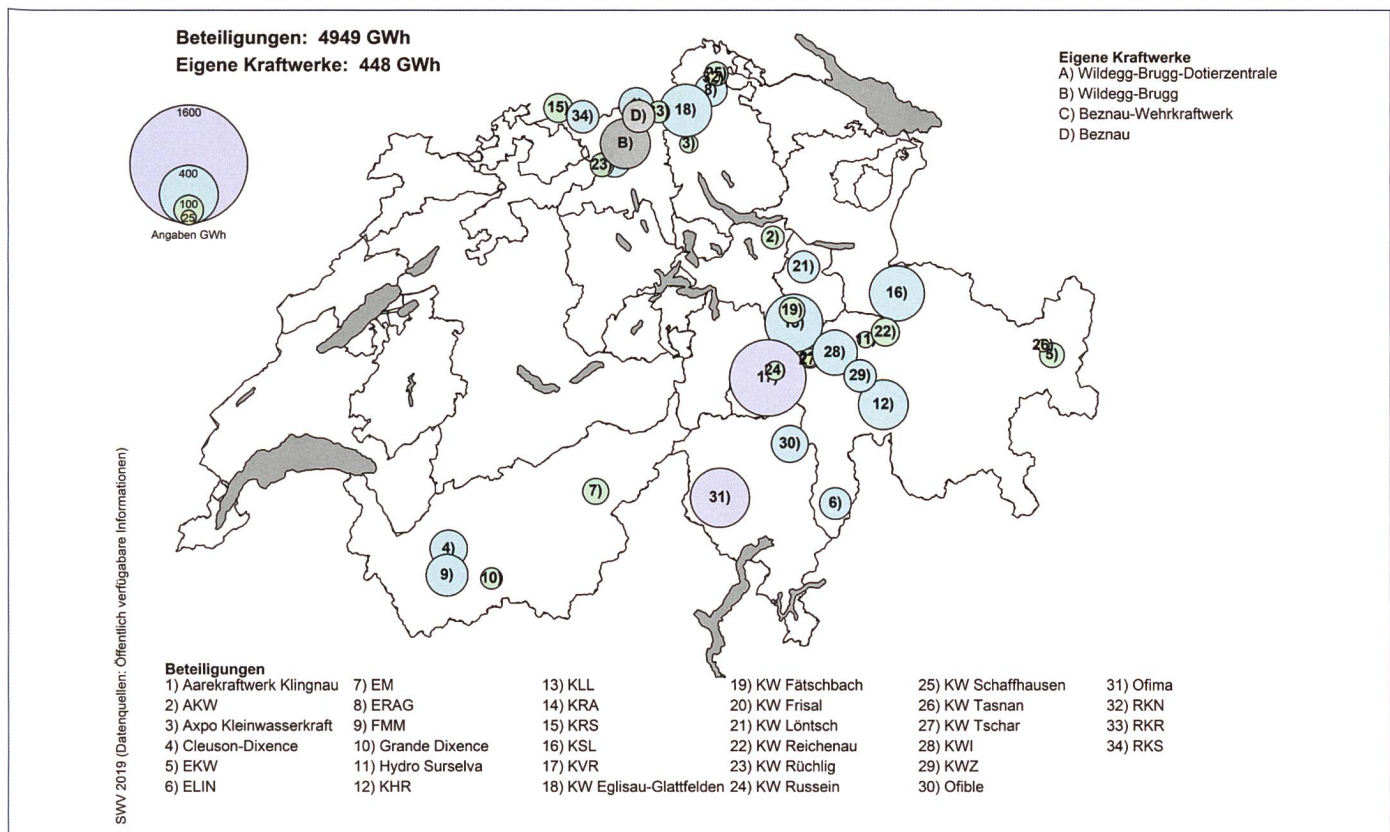 Beteiligungen: 4949 GWh
Eigene Kraftwerke: 448 GWh
1600
400
100
25
Angaben GWh
Eigene Kraftwerke
A) Wildegg-Brugg-Dotierzentrale
B) Wildegg-Brugg
C) Beznau-Wehrkraftwerk
D) Beznau
25)
15)
34)
D)
18)
B)
3)
23)
2)
21)
16)
19)
22)
11)
28)
26)
5)
24)
29)
12)
30)
7)
31)
6)
4)
9)
10)
SWV 2019 (Datenquellen: Öffentlich verfügabare Informationen)
Beteiligungen
1) Aarekraftwerk Klingnau
2) AKW
3) Axpo Kleinwasserkraft
4) Cleuson-Dixence
5) EKW
6) ELIN
7) EM
8) ERAG
9) FMM
10) Grande Dixence
11) Hydro Surselva
12) KHR
13) KLL
14) KRA
15) KRS
16) KSL
17) KVR
18) KW Eglisau-Glattfelden
19) KW Fätschbach
20) KW Frisal
21) KW Löntsch
22) KW Reichenau
23) KW Rüchlig
24) KW Russein
25) KW Schaffhausen
26) KW Tasnan
27) KW Tschar
28) KWI
29) KWZ
30) Ofible
31) Ofima
32) RKN
33) RKR
34) RKS